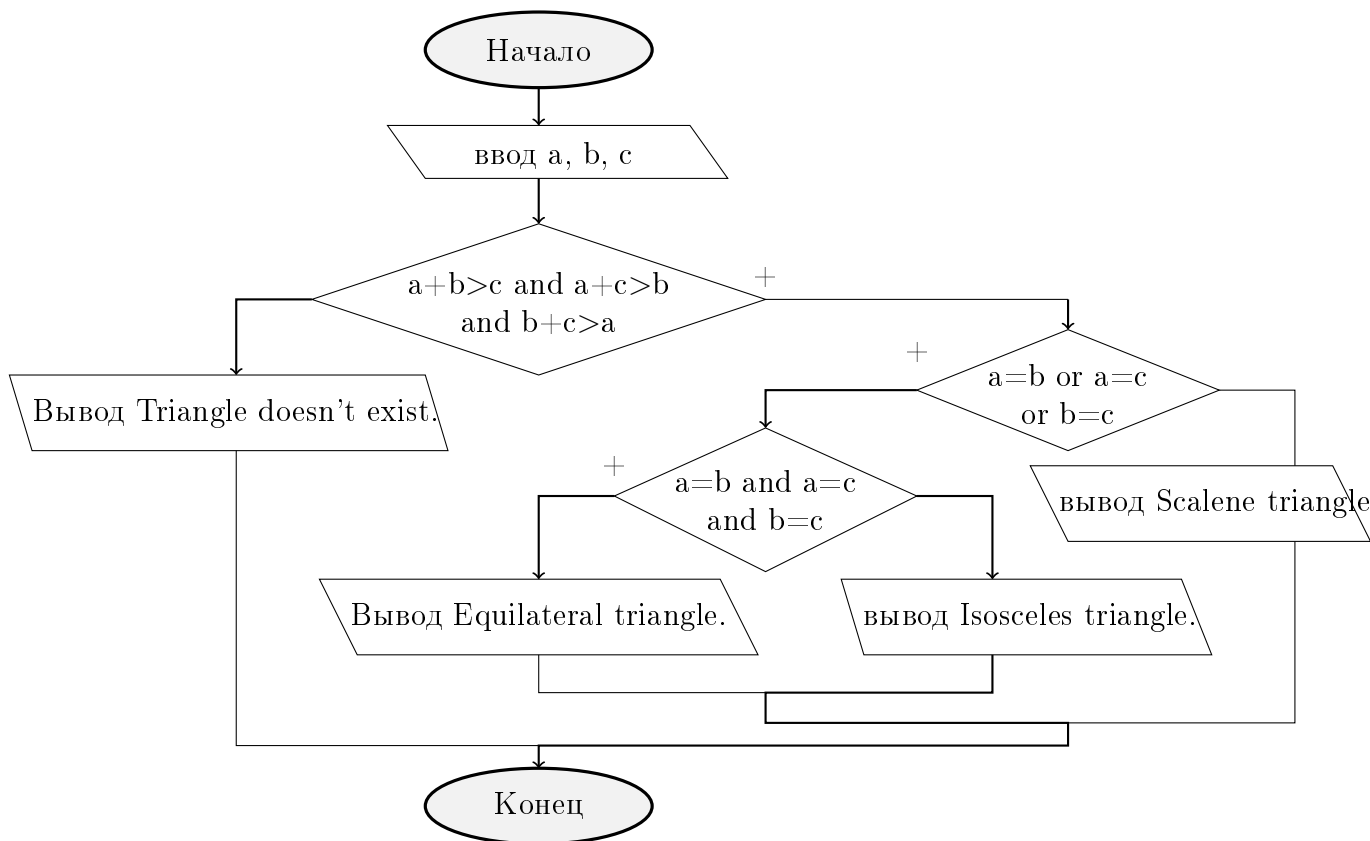 Начало
ввод a, b, c
a+b>c and a+c>b
and b+c>a
+
+
a=b or a=c
or b=c
Вывод Triangle doesn't exist.
+
a=b and a=c
and b=c
вывод Scalene triangle
Вывод Equilateral triangle.
вывод Isosceles triangle.
Конец